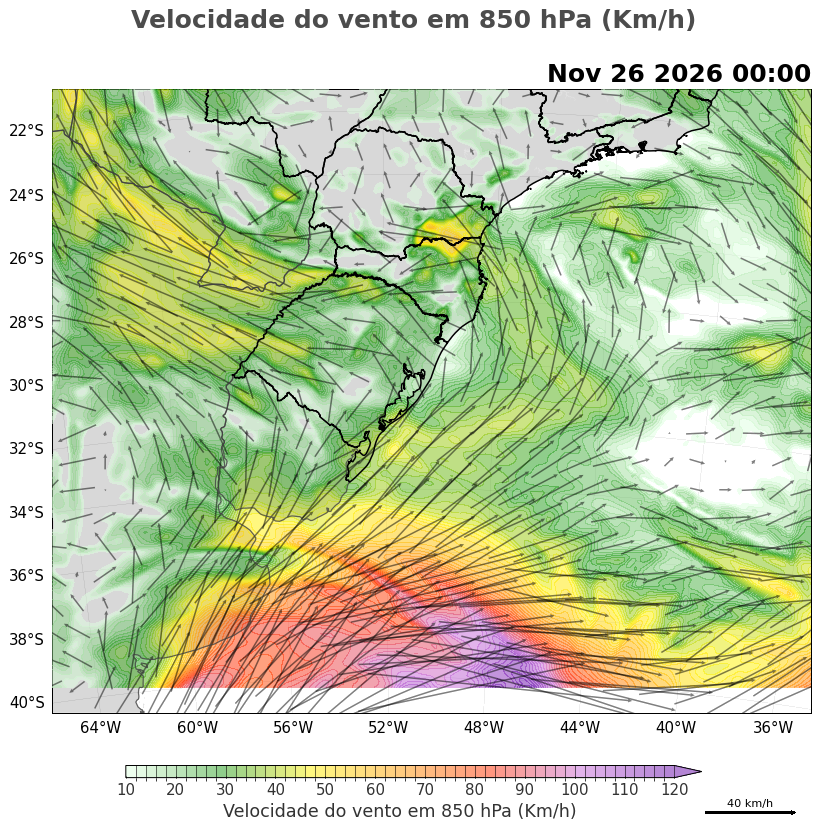 Velocidade do vento em 850 hPa (Km/h)
Nov 26 2026 00:00
22°S
24°S
26°S
28°S
30°S
32°S
34°S
36°S
38°S
40°S
64°W 60°W 56°W 52°W 48°W 44°W 40°W 36°W
10 20 30 40 50 60 70 80 90 100 110 120
Velocidade do vento em 850 hPa (Km/h)
40 km/h